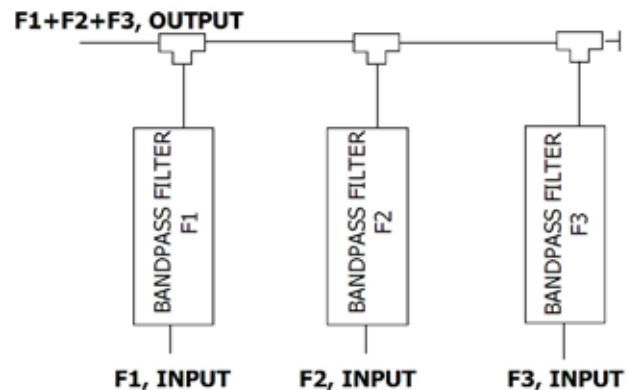 F1+F2+F3, OUTPUT
BANDPASS FILTER
F1
BANDPASS FILTER
F2
BANDPASS FILTER
F3
F1, INPUT
F2, INPUT
F3, INPUT